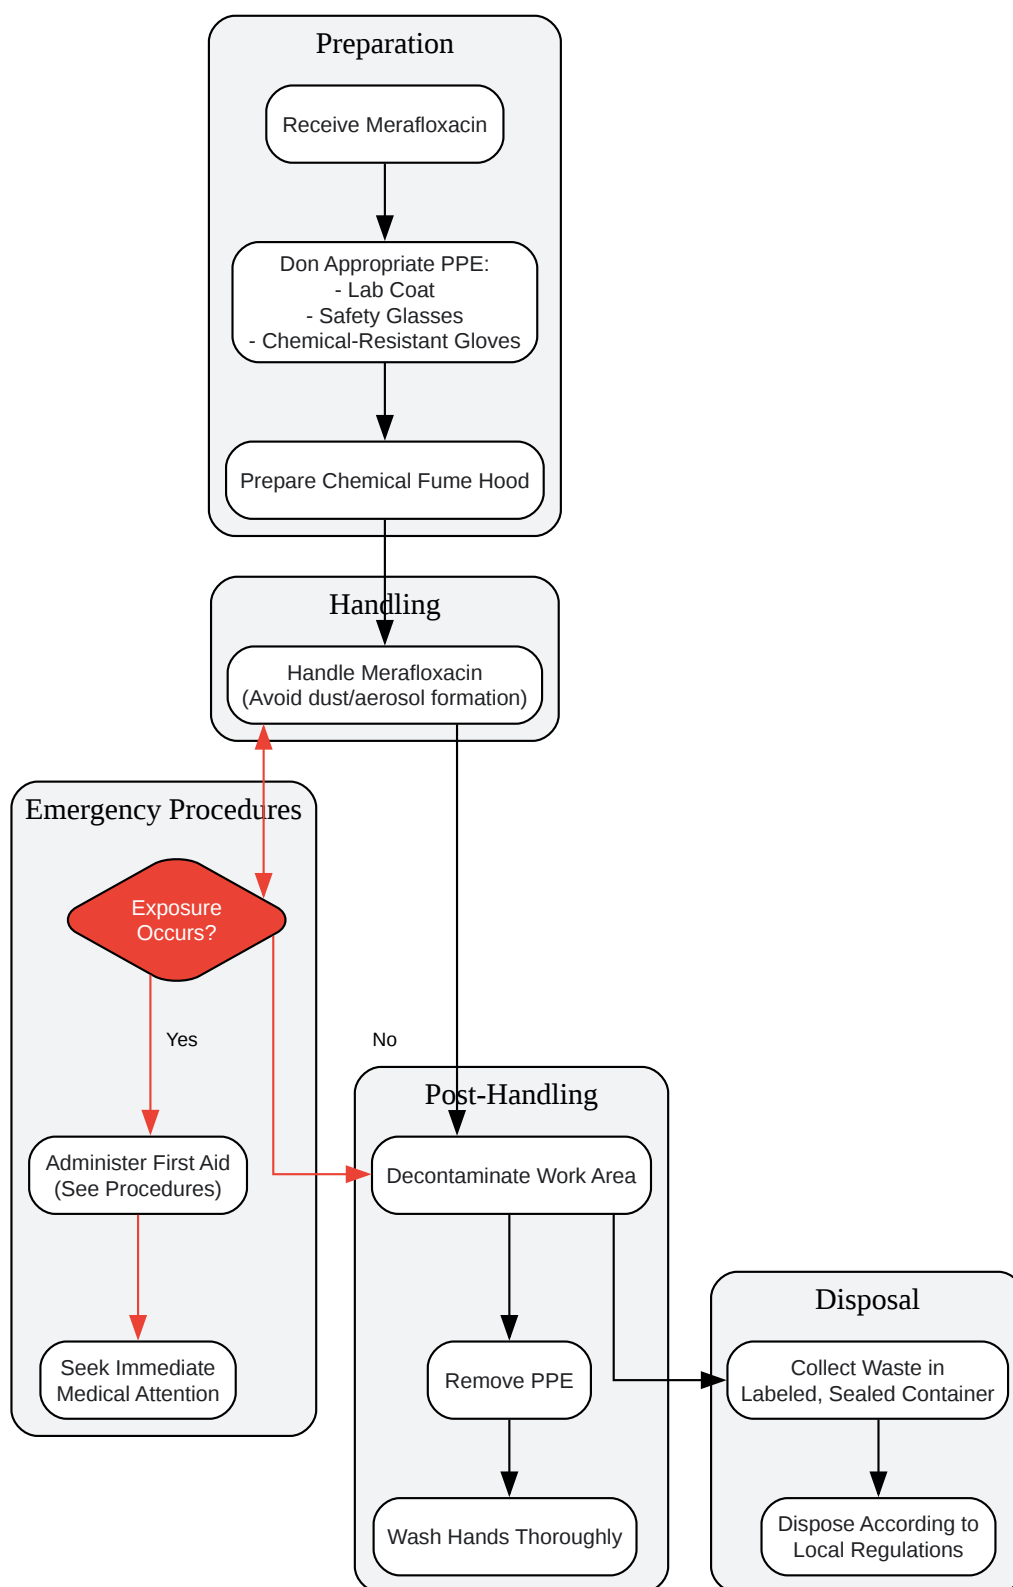 Preparation
Receive Merafloxacin
Don Appropriate PPE:
- Lab Coat
- Safety Glasses
- Chemical-Resistant Gloves
Prepare Chemical Fume Hood
Handling
Handle Merafloxacin
(Avoid dust/aerosol formation)
Emergency Procedures
Exposure
Occurs?
Yes
No
Administer First Aid
(See Procedures)
Seek Immediate
Medical Attention
Post-Handling
Decontaminate Work Area
Remove PPE
Wash Hands Thoroughly
Disposal
Collect Waste in
Labeled, Sealed Container
Dispose According to
Local Regulations